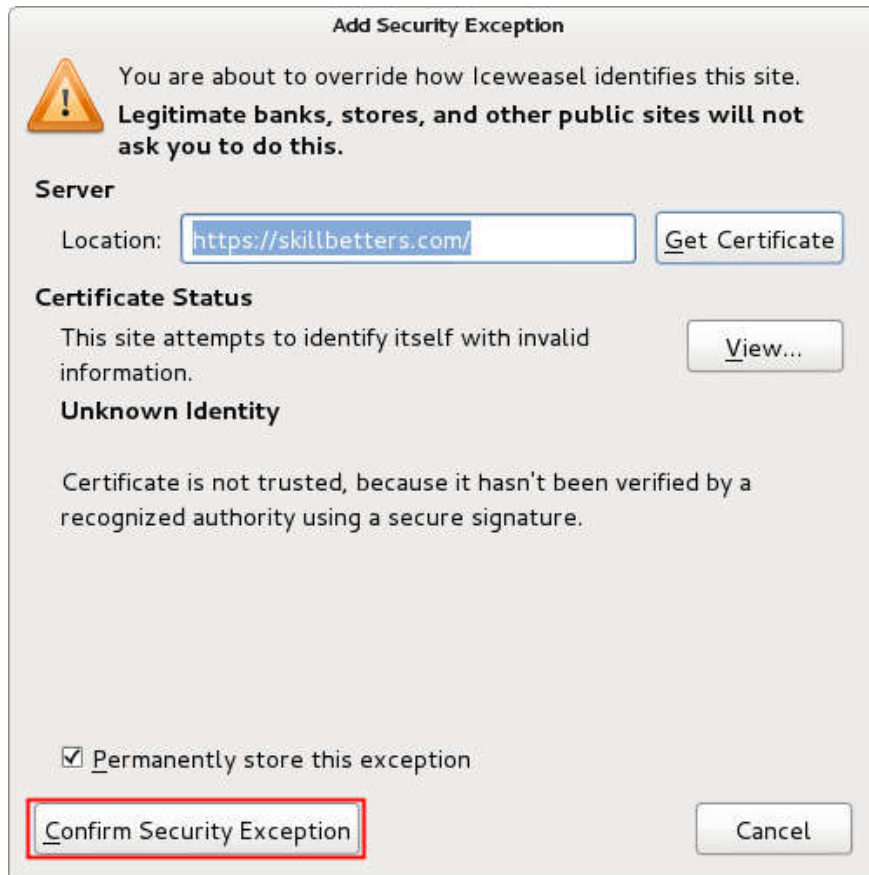 Add Security Exception
You are about to override how Iceweasel identifies this site.
Legitimate banks, stores, and other public sites will not
ask you to do this.
Server
Location: https://skillbetters.com/ Get Certificate
Certificate Status
This site attempts to identify itself with invalid
information.
View...
Unknown Identity
Certificate is not trusted, because it hasn't been verified by a
recognized authority using a secure signature.
Permanently store this exception
Confirm Security Exception Cancel